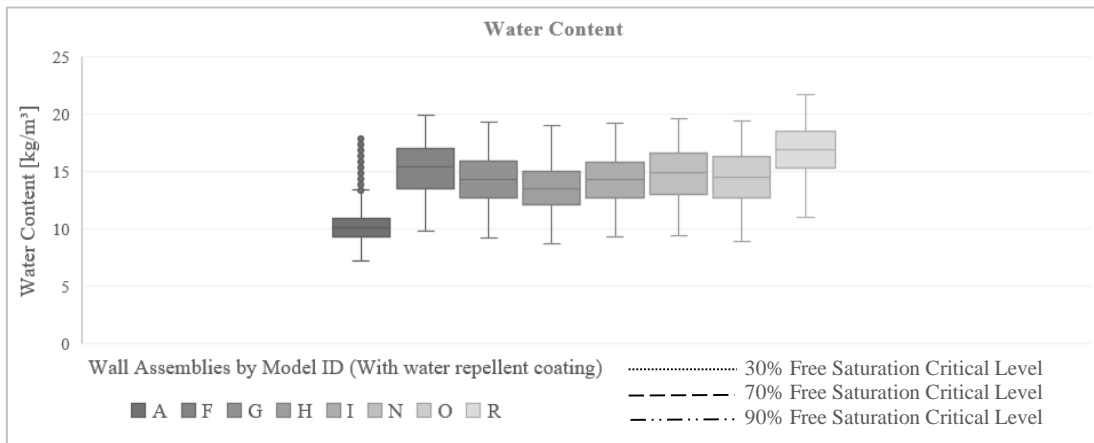 Water Content
25
20
15
10
5
0
Water Content [kg/m³]
Wall Assemblies by Model ID (With water repellent coating)
A F G H I N O R
30% Free Saturation Critical Level
70% Free Saturation Critical Level
90% Free Saturation Critical Level